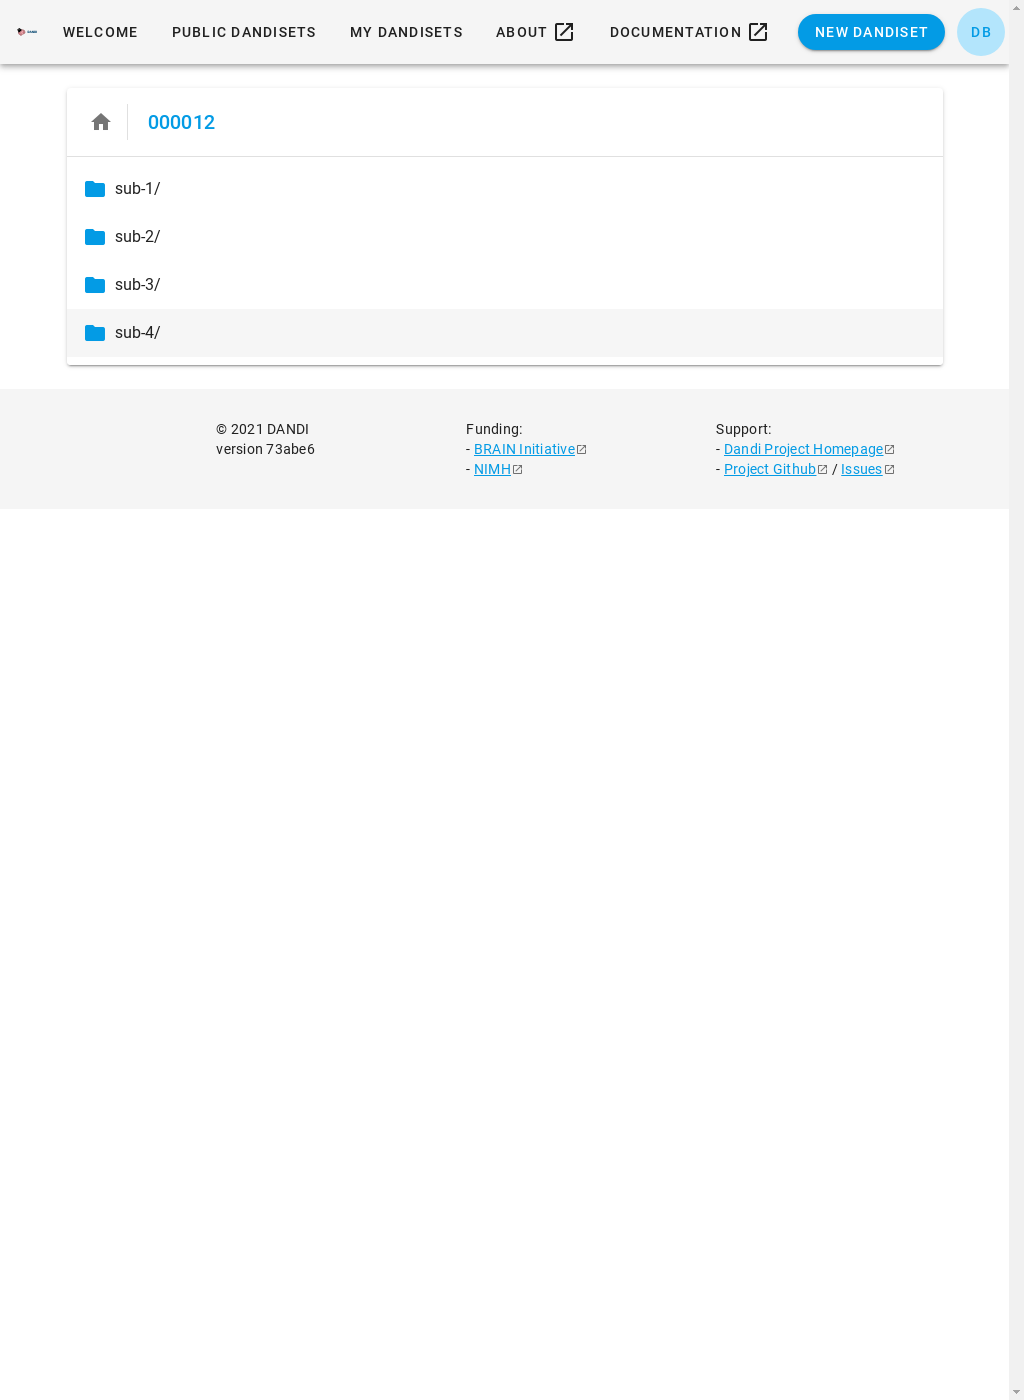 DANDI
WELCOME
PUBLIC DANDISETS
MY DANDISETS
ABOUT
DOCUMENTATION
NEW DANDISET
DB
000012
sub-1/
sub-2/
sub-3/
sub-4/
© 2021 DANDI
version 73abe6
Funding:
- BRAIN Initiative
- NIMH
Support:
- Dandi Project Homepage
- Project Github / Issues